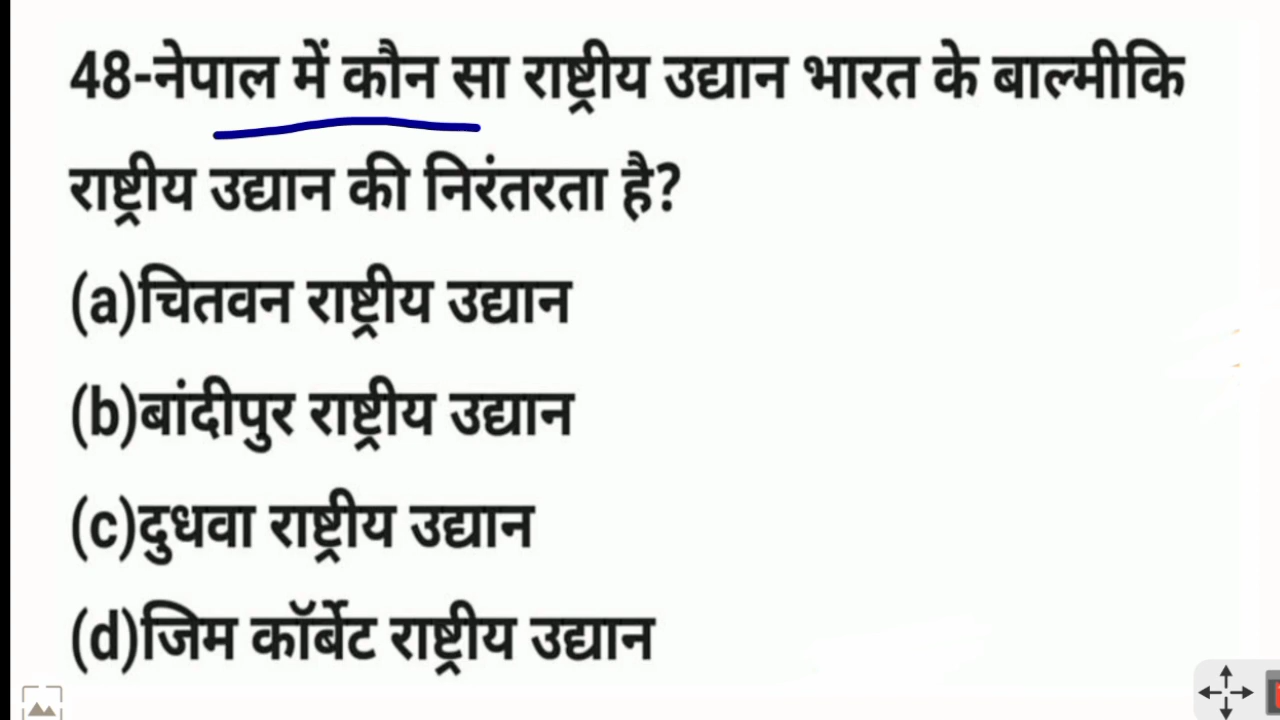 48-नेपाल में कौन सा राष्ट्रीय उद्यान भारत के बाल्मीकि
राष्ट्रीय उद्यान की निरंतरता है?
(a)चितवन राष्ट्रीय उद्यान
(b)बांदीपुर राष्ट्रीय उद्यान
(c)दुधवा राष्ट्रीय उद्यान
(d)जिम कॉर्बेट राष्ट्रीय उद्यान